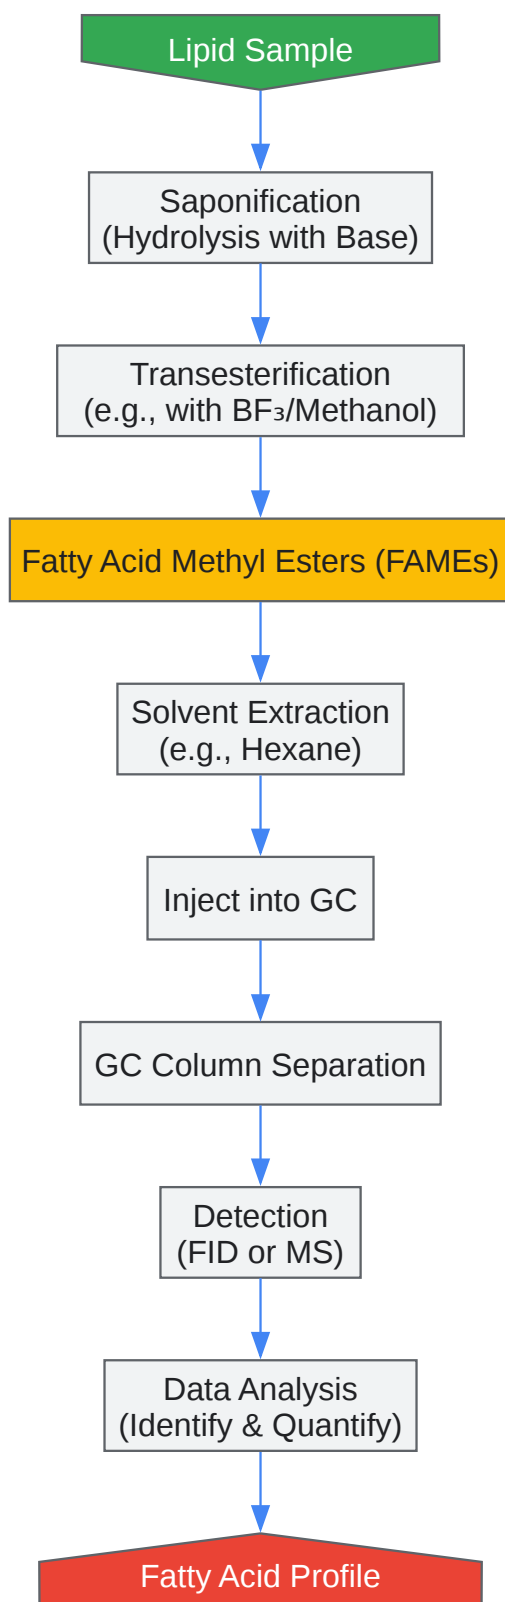 Lipid Sample
Saponification
(Hydrolysis with Base)
Transesterification
(e.g., with BF₃/Methanol)
Fatty Acid Methyl Esters (FAMEs)
Solvent Extraction
(e.g., Hexane)
Inject into GC
GC Column Separation
Detection
(FID or MS)
Data Analysis
(Identify & Quantify)
Fatty Acid Profile